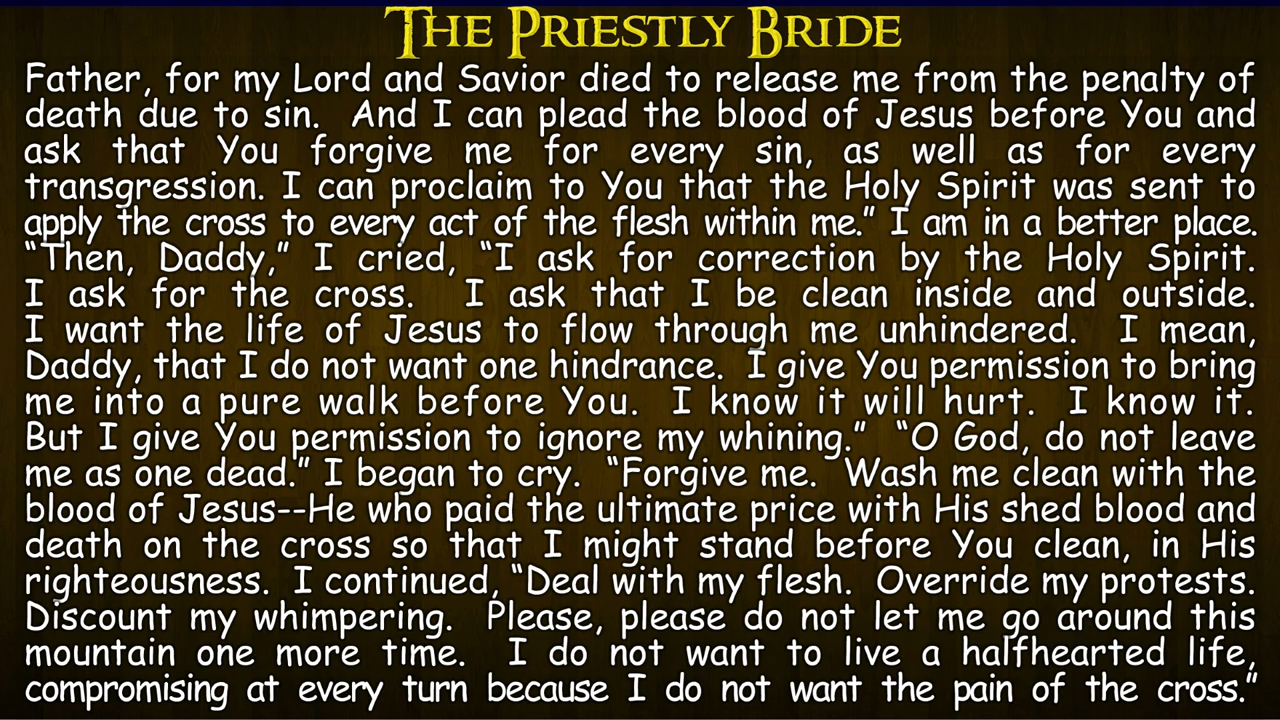 The Priestly Bride
Father, for my Lord and Savior died to release me from the penalty of
death due to sin.  And I can plead the blood of Jesus before You and
ask that You forgive me for every sin, as well as for every
transgression. I can proclaim to You that the Holy Spirit was sent to
apply the cross to every act of the flesh within me.” I am in a better place.
“Then, Daddy,” I cried, “I ask for correction by the Holy Spirit.
I ask for the cross.  I ask that I be clean inside and outside.
I want the life of Jesus to flow through me unhindered.  I mean,
Daddy, that I do not want one hindrance.  I give You permission to bring
me into a pure walk before You.  I know it will hurt.  I know it.
But I give You permission to ignore my whining.”  “O God, do not leave
me as one dead.” I began to cry.  “Forgive me.  Wash me clean with the
blood of Jesus--He who paid the ultimate price with His shed blood and
death on the cross so that I might stand before You clean, in His
righteousness.  I continued, “Deal with my flesh.  Override my protests.
Discount my whimpering.  Please, please do not let me go around this
mountain one more time.  I do not want to live a halfhearted life,
compromising at every turn because I do not want the pain of the cross.”